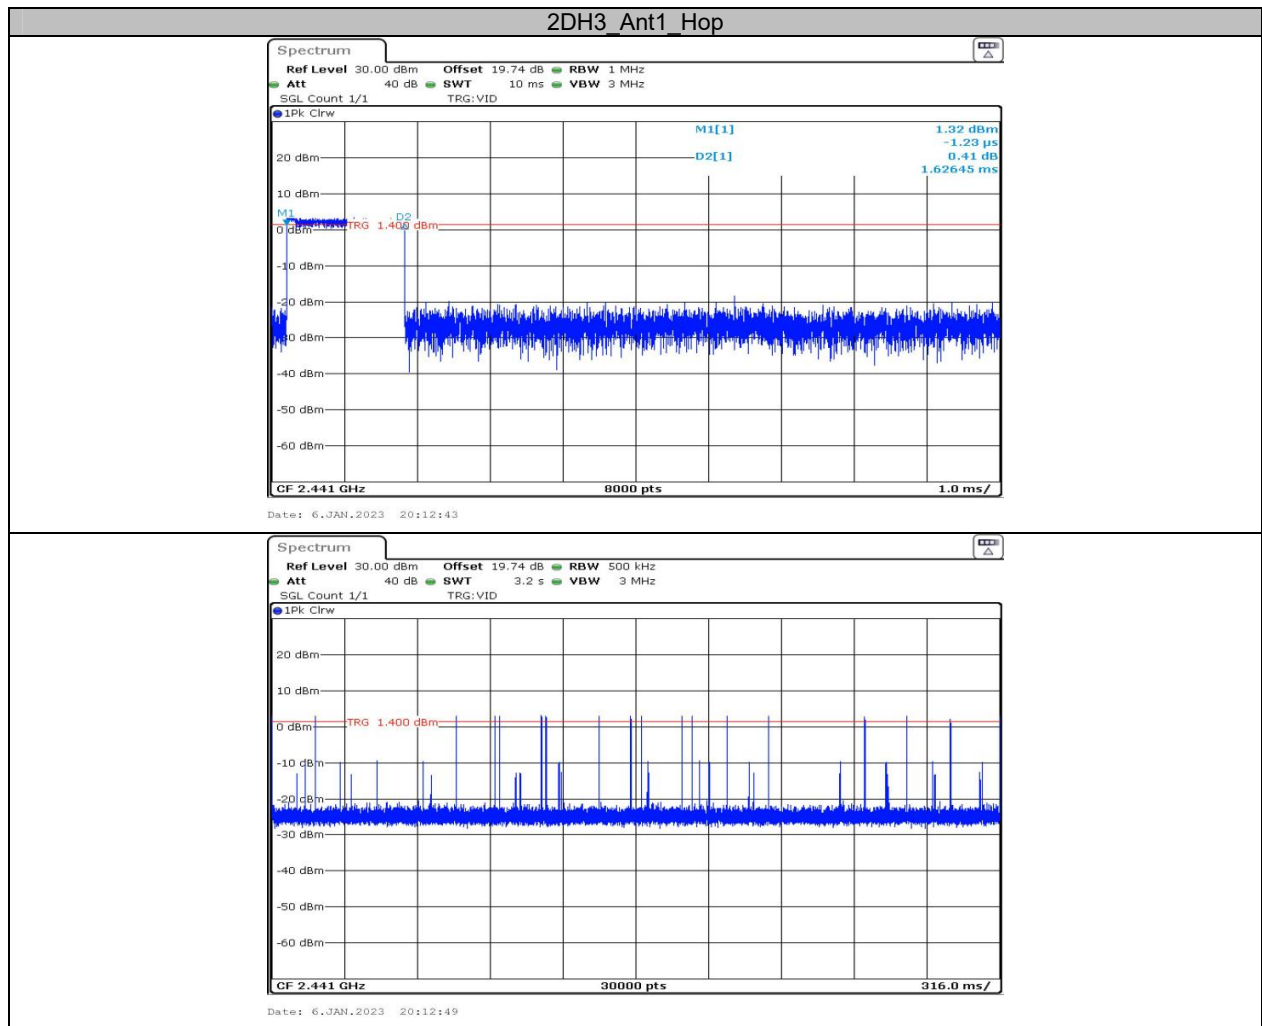 2DH3_Ant1_Hop
Spectrum
Ref Level 30.00 dBm Offset 19.74 dB RBW 1 MHz
Att 40 dB SWT 10 ms VBW 3 MHz
SGL Count 1/1 TRG:VID
1Pk Clrw
M1[1] 1.32 dBm
-1.23 µs
20 dBm D2[1] 0.41 dB
1.62645 ms
10 dBm
M1 D2
0 dBm TRG 1.400 dBm
-10 dBm
-20 dBm
-30 dBm
-40 dBm
-50 dBm
-60 dBm
CF 2.441 GHz 8000 pts 1.0 ms/
Date: 6.JAN.2023 20:12:43
Spectrum
Ref Level 30.00 dBm Offset 19.74 dB RBW 500 kHz
Att 40 dB SWT 3.2 s VBW 3 MHz
SGL Count 1/1 TRG:VID
1Pk Clrw
20 dBm
10 dBm
0 dBm TRG 1.400 dBm
-10 dBm
-20 dBm
-30 dBm
-40 dBm
-50 dBm
-60 dBm
CF 2.441 GHz 30000 pts 316.0 ms/
Date: 6.JAN.2023 20:12:49